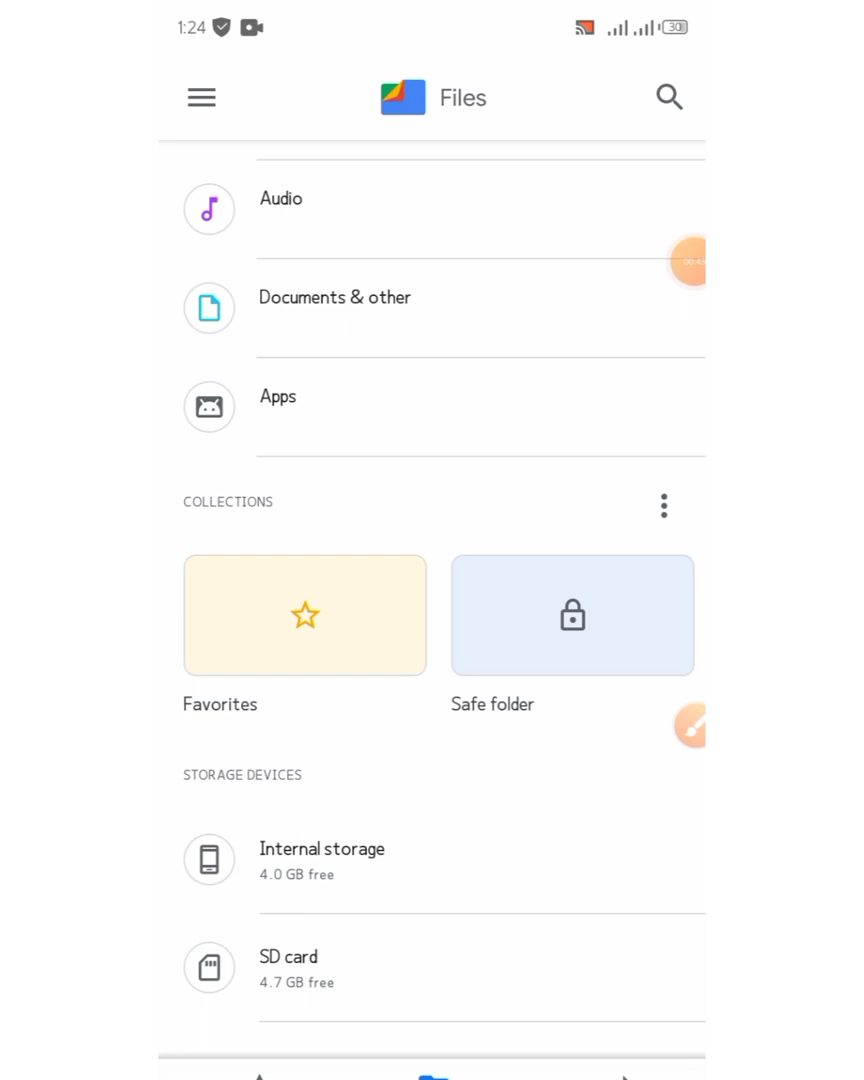 1:24 30
Files
Audio
Documents & other
Apps
COLLECTIONS
Favorites
Safe folder
STORAGE DEVICES
Internal storage
4.0 GB free
SD card
4.7 GB free